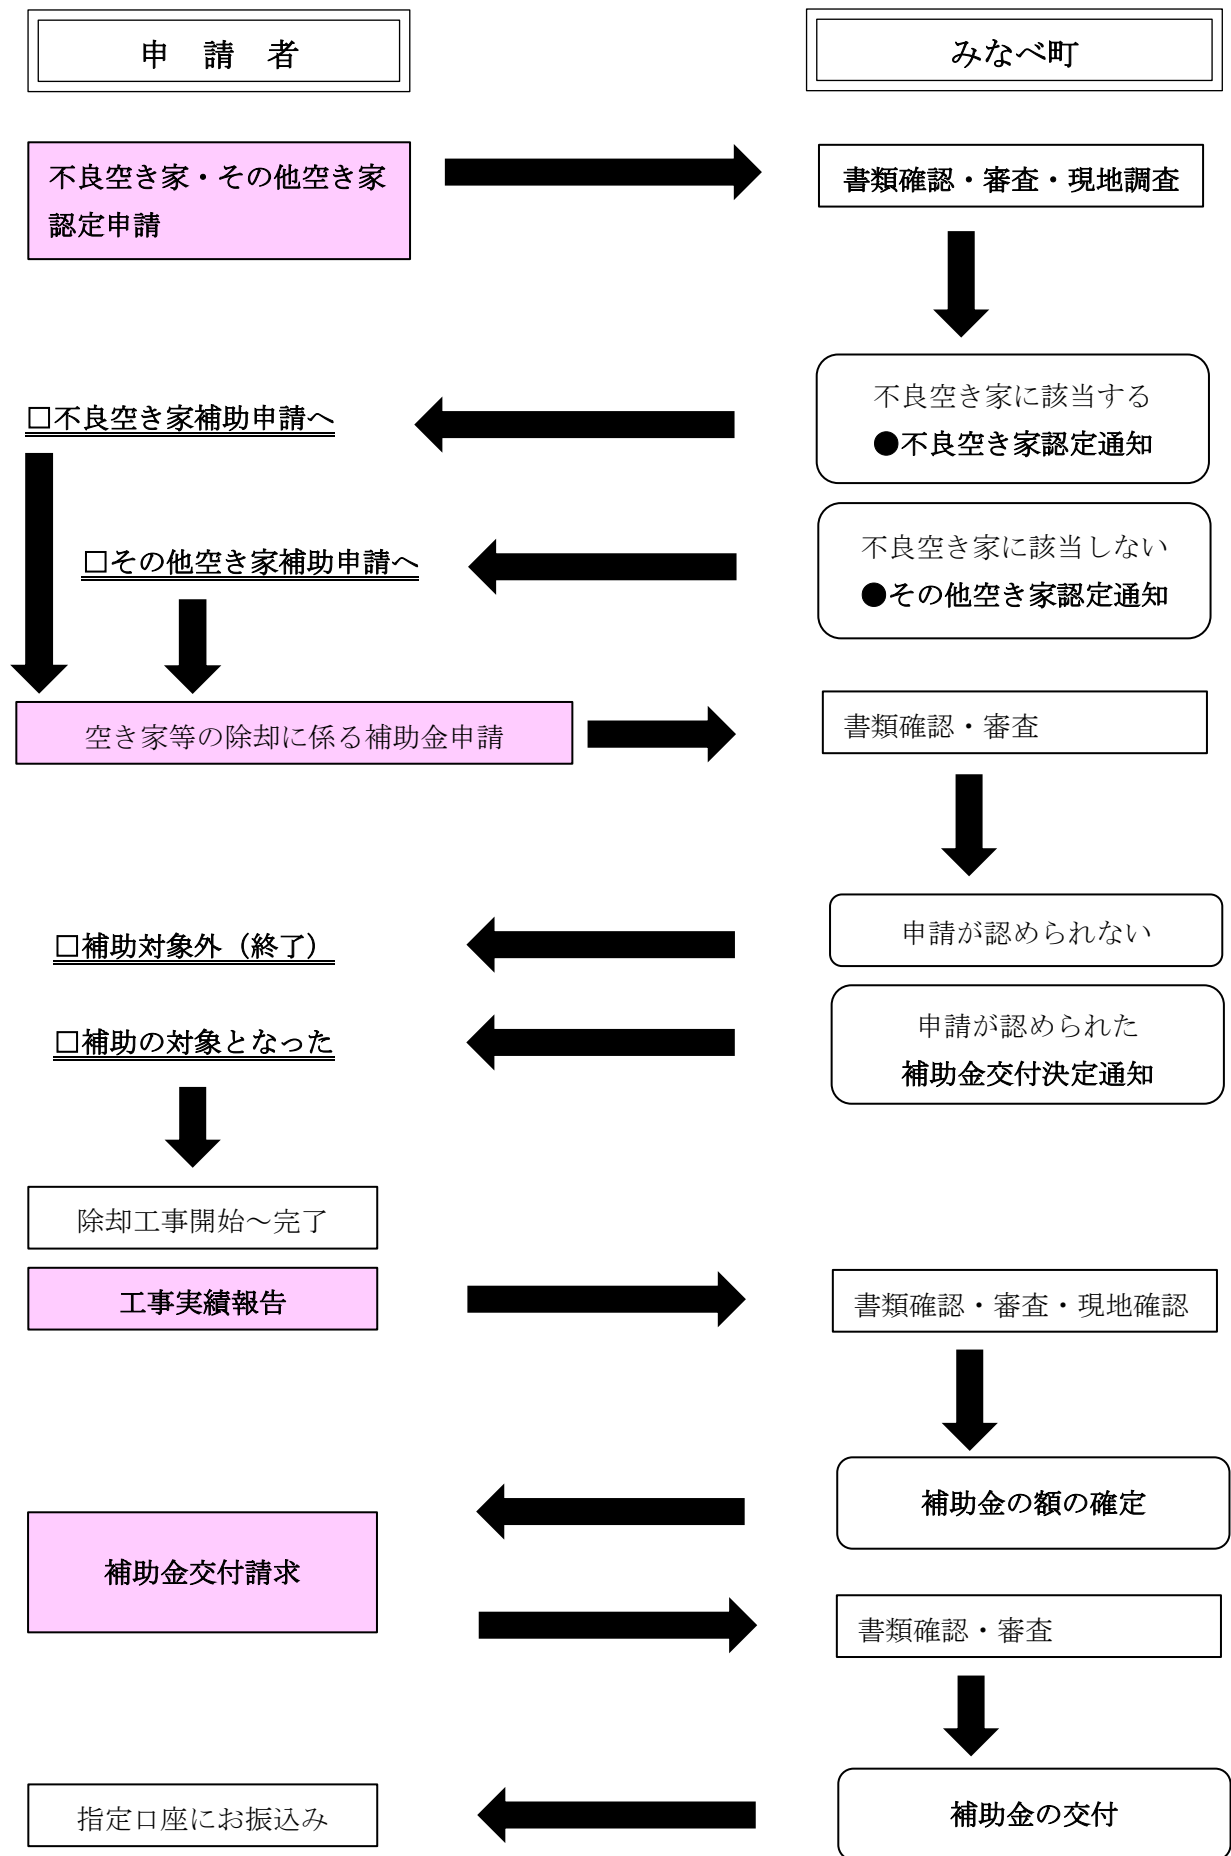 申　請　者
みなべ町
不良空き家・その他空き家
認定申請
書類確認・審査・現地調査
不良空き家に該当する
●不良空き家認定通知
□不良空き家補助申請へ
不良空き家に該当しない
●その他空き家認定通知
□その他空き家補助申請へ
空き家等の除却に係る補助金申請
書類確認・審査
申請が認められない
□補助対象外（終了）
申請が認められた
補助金交付決定通知
□補助の対象となった
除却工事開始～完了
工事実績報告
書類確認・審査・現地確認
補助金の額の確定
補助金交付請求
書類確認・審査
補助金の交付
指定口座にお振込み